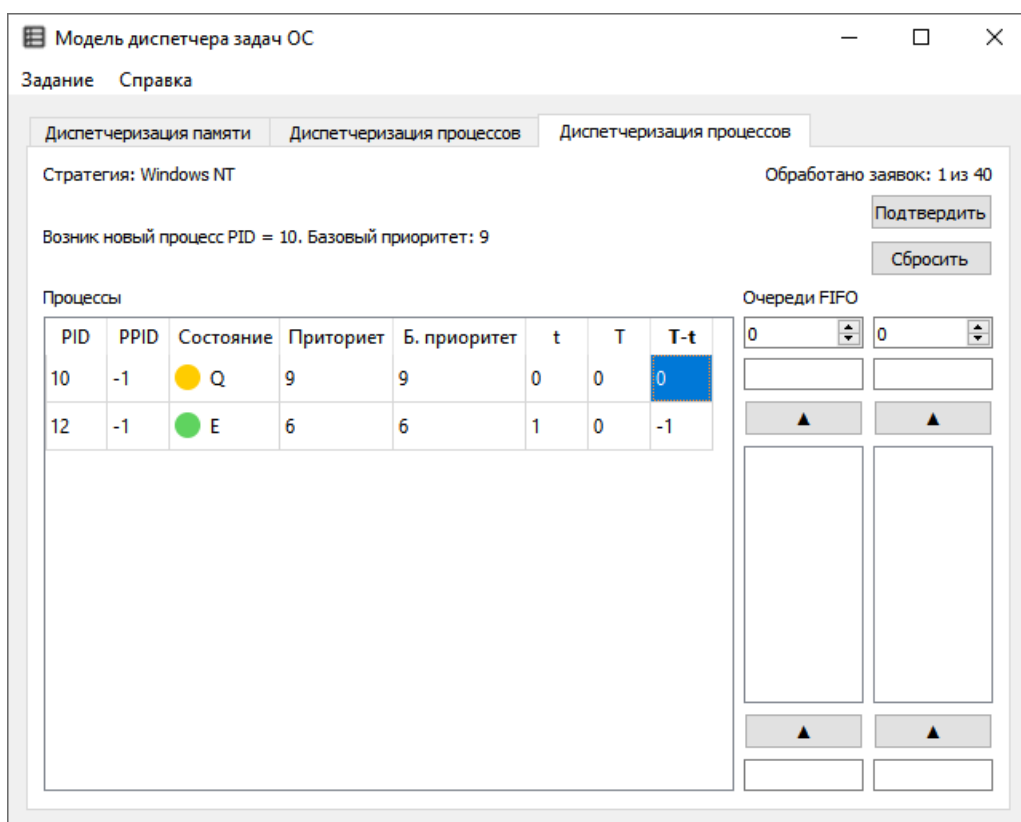 Модель диспетчера задач ОС
Задание Справка
Диспетчеризация памяти Диспетчеризация процессов Диспетчеризация процессов
Стратегия: Windows NT Обработано заявок: 1 из 40
Подтвердить
Возник новый процесс PID = 10. Базовый приоритет: 9
Сбросить
Процессы Очереди FIFO
PID PPID Состояние Приториет Б. приоритет t T T-t 0 0
10 -1 Q 9 9 0 0 0
12 -1 E 6 6 1 0 -1